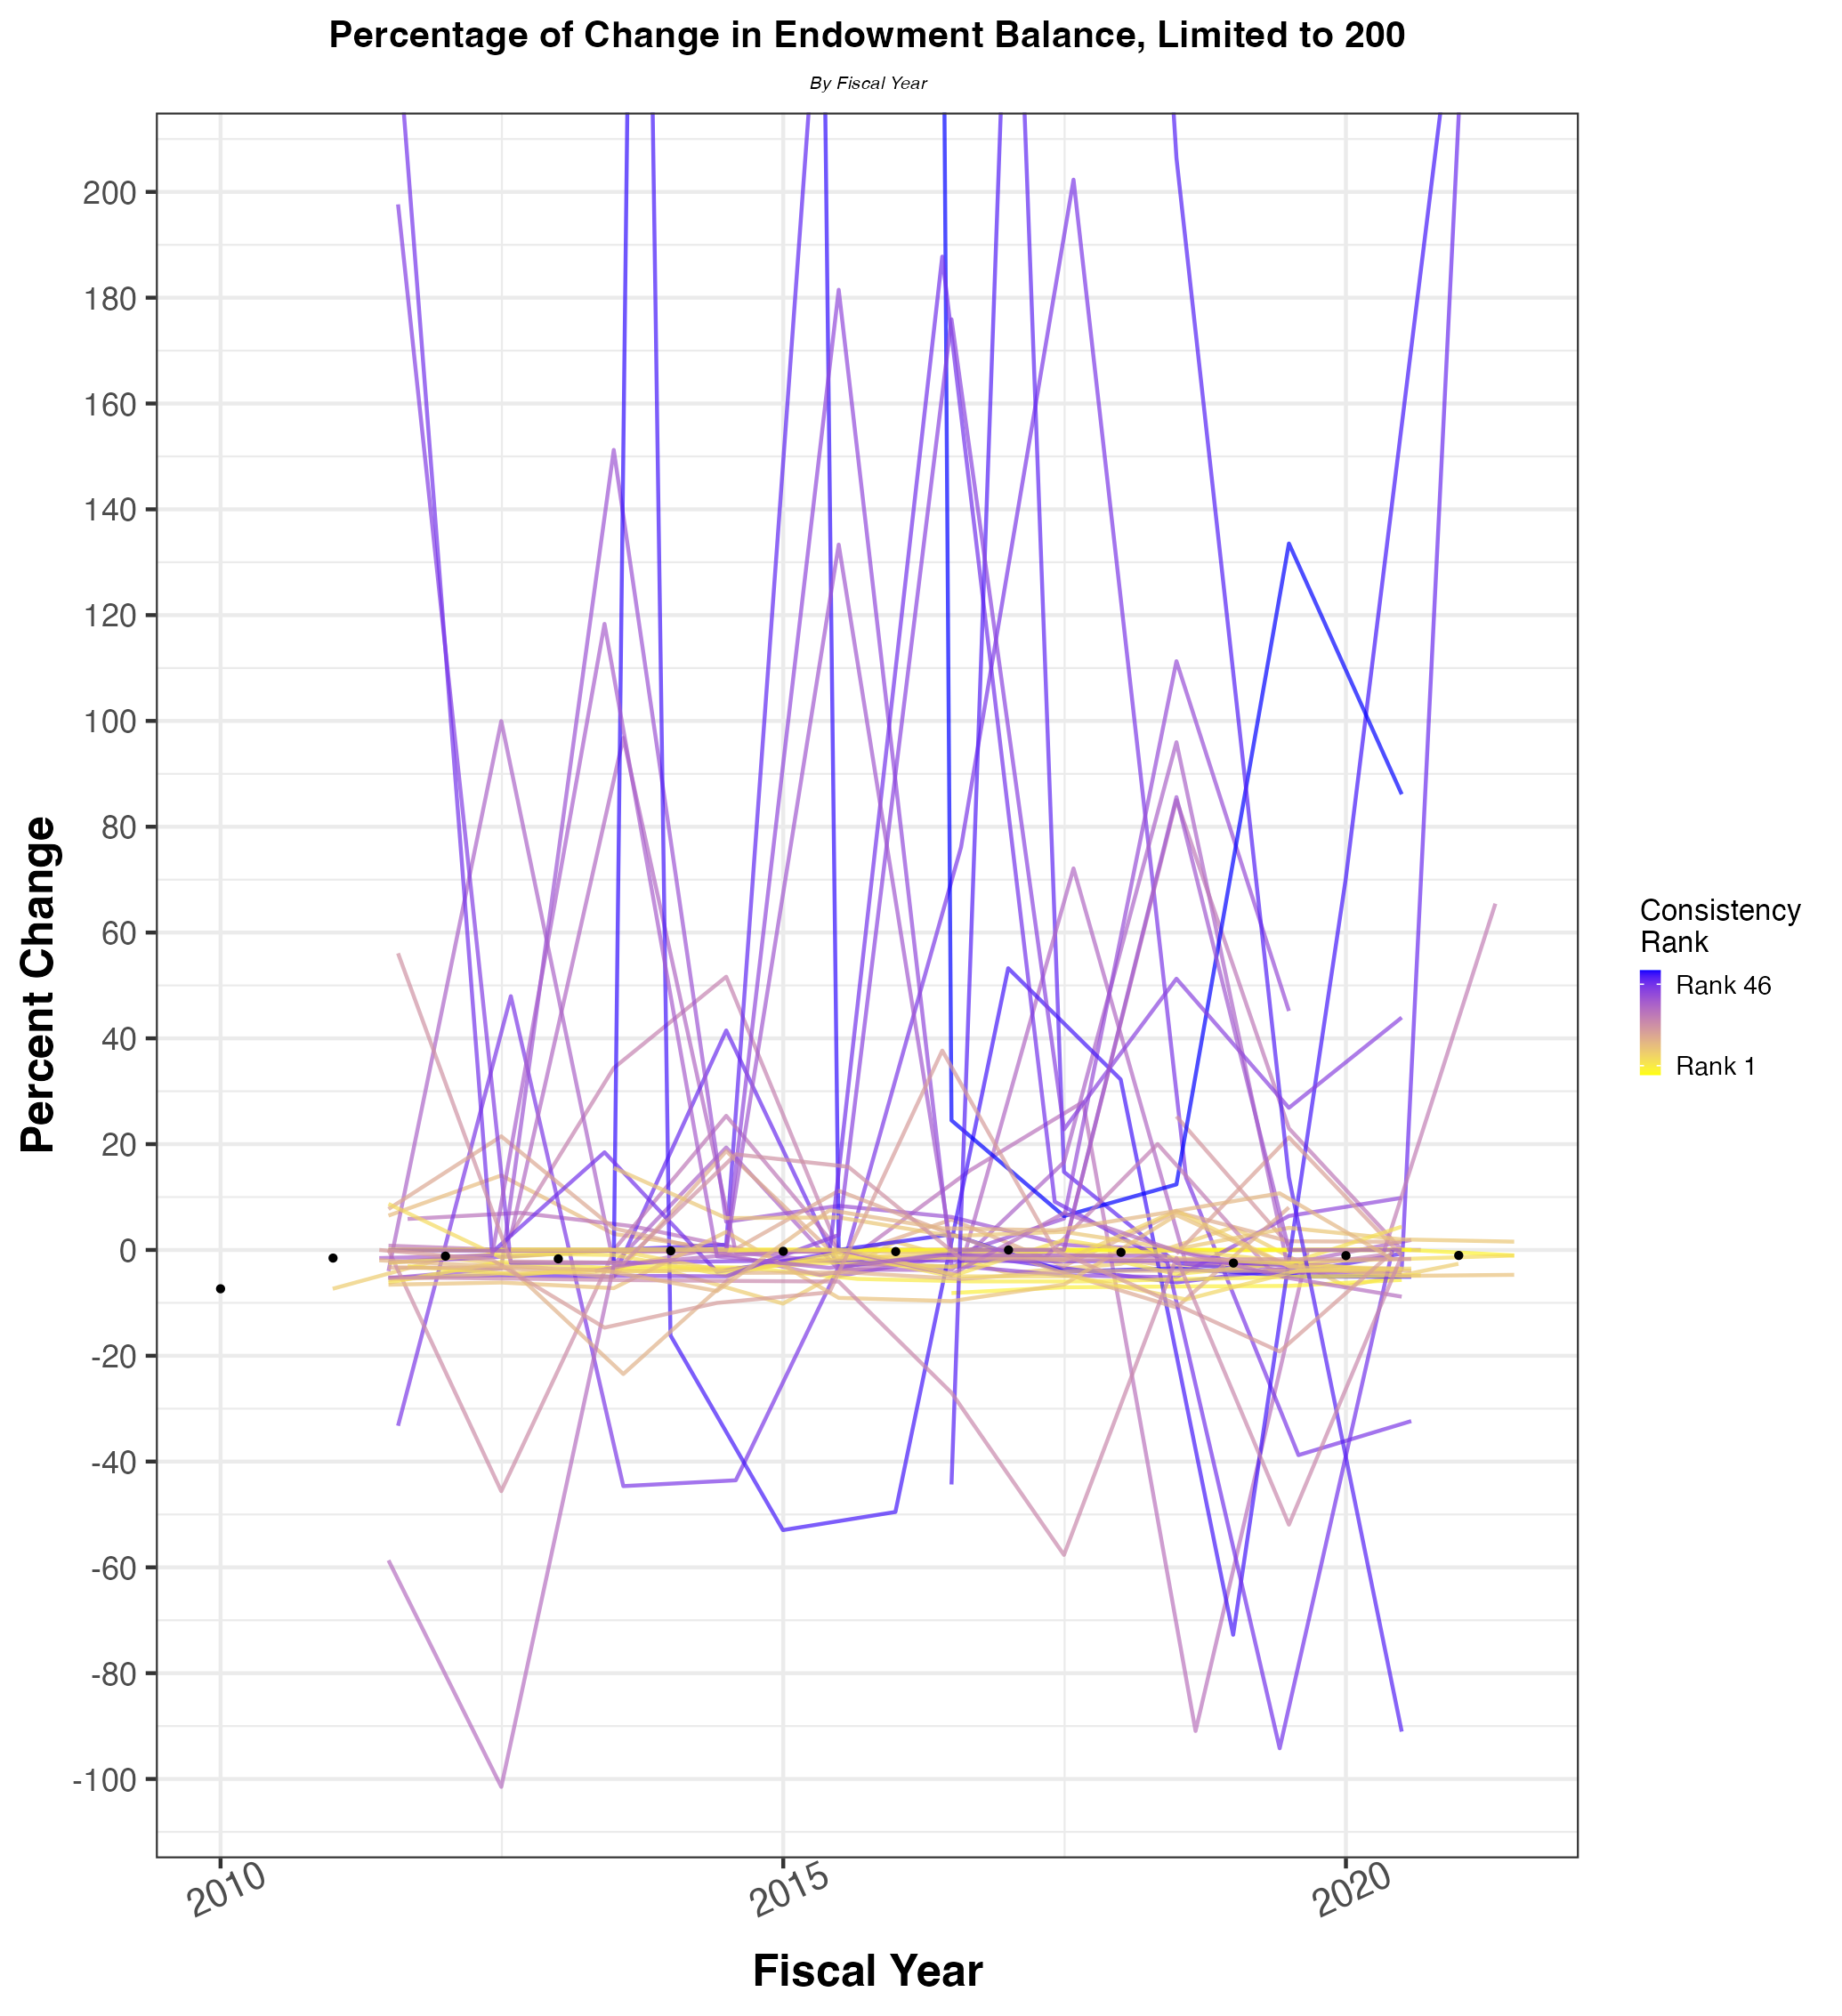 Percentage of Change in Endowment Balance, Limited to 200
By Fiscal Year
Percent Change
200
180
160
140
120
100
80
60
40
20
0
-20
-40
-60
-80
-100
2010
2015
2020
Fiscal Year
Consistency
Rank
Rank 46
Rank 1